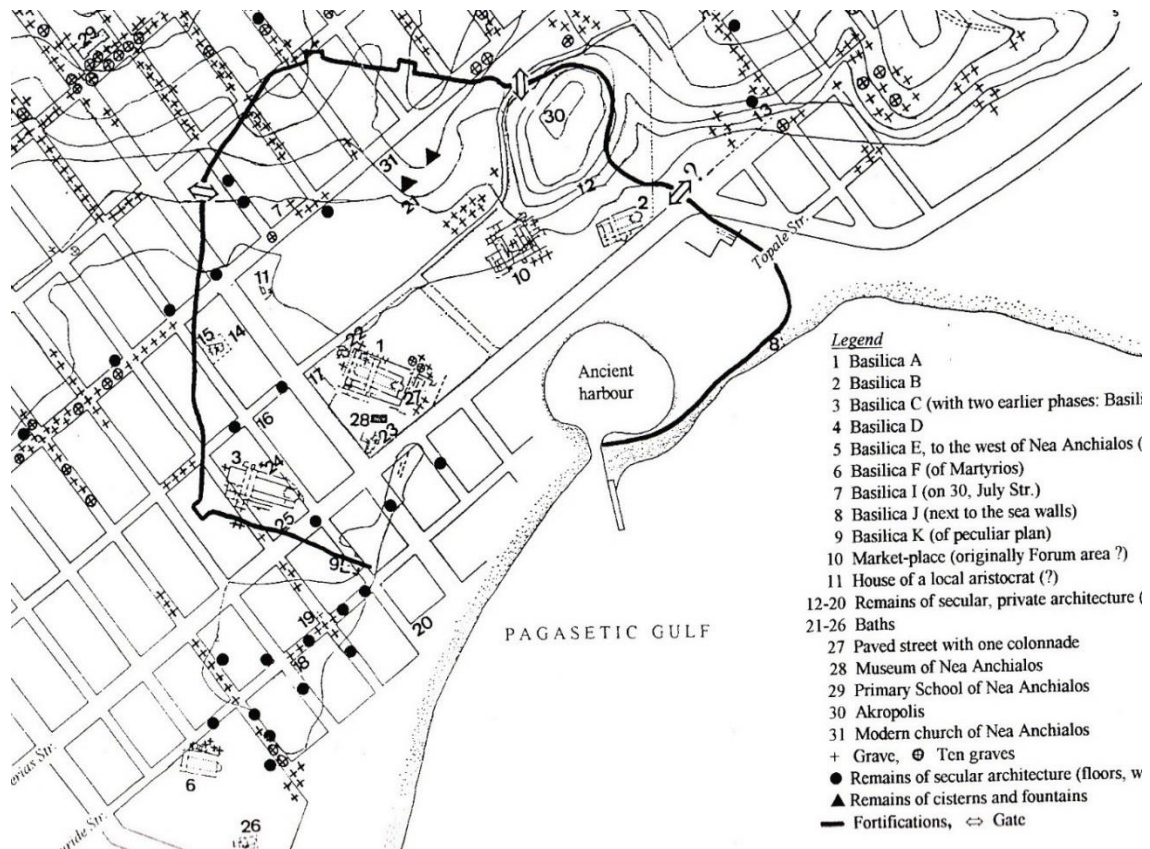 29
30
31
21
12
13
2
7
10
11
Topale Str.
15
14
22
1
17
27
8
28
23
16
3
24
25
Ancient
harbour
9
19
20
18
PAGASETIC GULF
6
26
erias Str.
uride Str.
?
Legend
1 Basilica A
2 Basilica B
3 Basilica C (with two earlier phases: Basili
4 Basilica D
5 Basilica E, to the west of Nea Anchialos (
6 Basilica F (of Martyrios)
7 Basilica I (on 30, July Str.)
8 Basilica J (next to the sea walls)
9 Basilica K (of peculiar plan)
10 Market-place (originally Forum area ?)
11 House of a local aristocrat (?)
12-20 Remains of secular, private architecture (
21-26 Baths
27 Paved street with one colonnade
28 Museum of Nea Anchialos
29 Primary School of Nea Anchialos
30 Akropolis
31 Modern church of Nea Anchialos
+ Grave, ⊕ Ten graves
● Remains of secular architecture (floors, w
▲ Remains of cisterns and fountains
Fortifications, ⇔ Gate